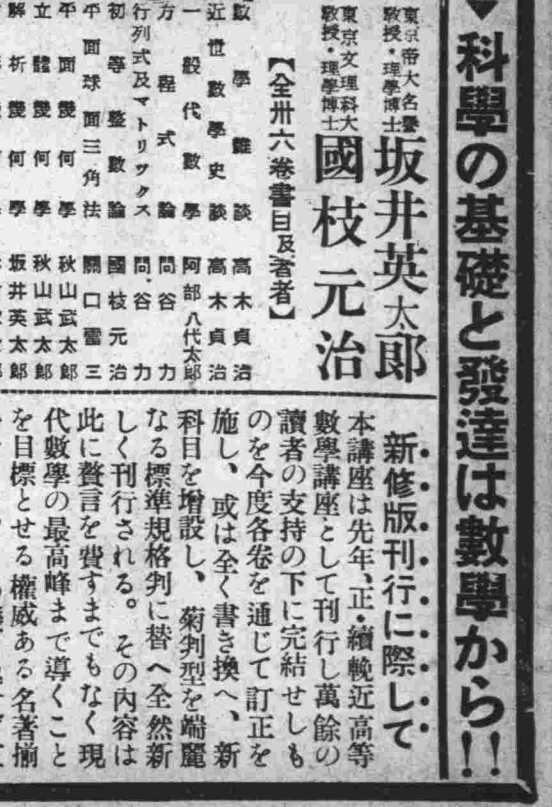 科學の基礎と發達は數學から!!
東京帝大名譽
敎授・理學博士
坂井英太郎
東京文理科大
敎授・理學博士
國枝元治
【全卅六卷書目及著者】
數學雜談 高木貞治
近世數學史談 高木貞治
一般代數學 阿部八代太郎
方程式論 問谷力
行列式及マトリックス 問谷力
初等整數論 國枝元治
平面球面三角法 關口雷三
平面幾何學 秋山武太郎
立體幾何學 秋山武太郎
解析幾何學 坂井英太郎
新修版刊行に際して
本講座は先年、正・續輓近高等
數學講座として刊行し萬餘の
讀者の支持の下に完結せしも
のを今度各卷を通じて訂正を
施し、或は全く書き換へ、新
科目を增設し、菊判型を端麗
なる標準規格判に替へ全然新
しく刊行される。その內容は
此に贅言を費すまでもなく現
代數學の最高峰まで導くこと
を目標とせる權威ある名著揃